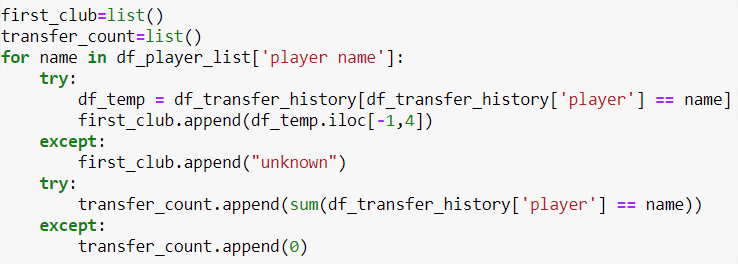 first_club=list()
transfer_count=list()
for name in df_player_list['player name']:
    try:
        df_temp = df_transfer_history[df_transfer_history['player'] == name]
        first_club.append(df_temp.iloc[-1,4])
    except:
        first_club.append("unknown")
    try:
        transfer_count.append(sum(df_transfer_history['player'] == name))
    except:
        transfer_count.append(0)